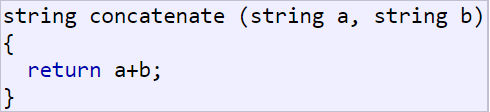 string concatenate (string a, string b)
{
  return a+b;
}